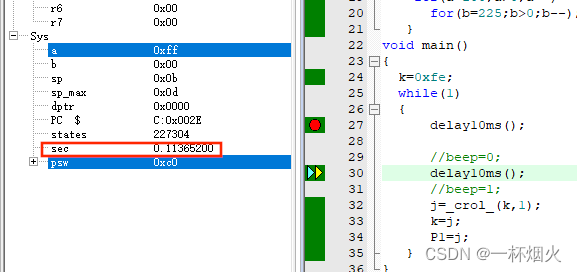 r6 0x00
r7 0x00
Sys
a 0xff
b 0x00
sp 0x0b
sp_max 0x0d
dptr 0x0000
PC $ C:0x002E
states 227304
sec 0.11365200
psw 0xc0
20 for(b=225;b>0;b--)
21 }
22 void main()
23 {
24 k=0xfe;
25 while(1)
26 {
27 delay10ms();
28
29 //beep=0;
30 delay10ms();
31 //beep=1;
32 j=_crol_(k,1);
33 k=j;
34 P1=j;
35 }
36 }
CSDN @一杯烟火